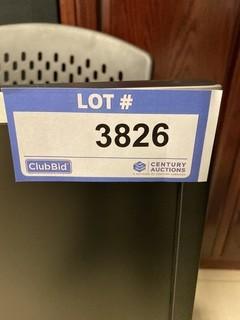 LOT #
3826
ClubBid
CENTURY
AUCTIONS